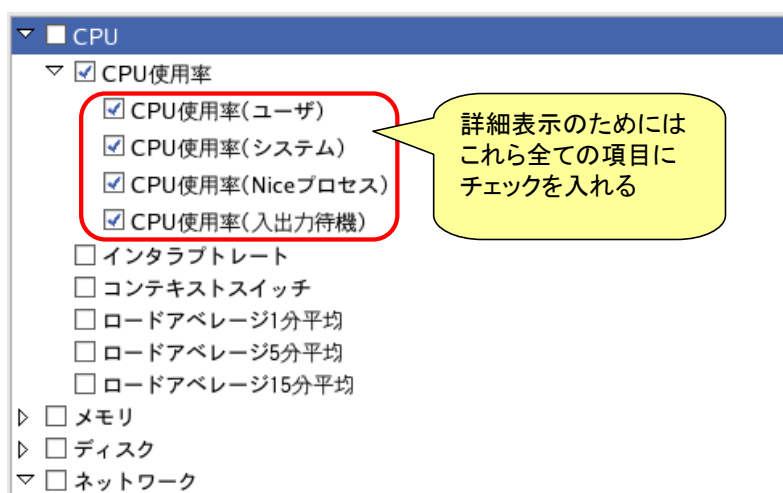 CPU
CPU使用率
CPU使用率(ユーザ)
CPU使用率(システム)
CPU使用率(Niceプロセス)
CPU使用率(入出力待機)
詳細表示のためには
これら全ての項目に
チェックを入れる
インタラプトレート
コンテキストスイッチ
ロードアベレージ1分平均
ロードアベレージ5分平均
ロードアベレージ15分平均
メモリ
ディスク
ネットワーク